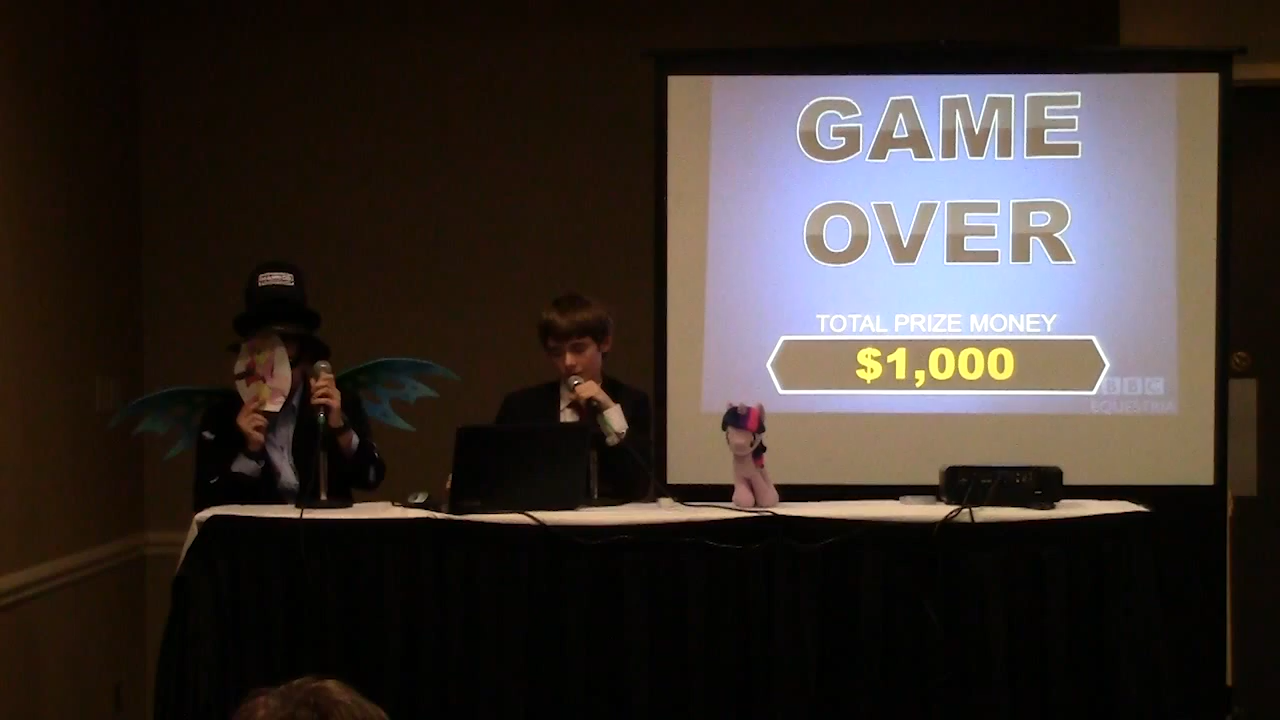 GAME
OVER
TOTAL PRIZE MONEY
$1,000
BBC
EQUESTRIA